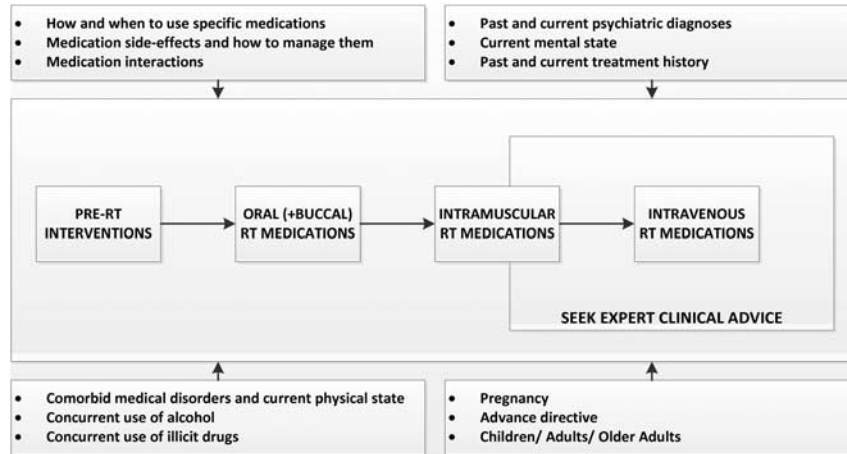 • How and when to use specific medications
• Medication side-effects and how to manage them
• Medication interactions
• Past and current psychiatric diagnoses
• Current mental state
• Past and current treatment history
PRE-RT
INTERVENTIONS
ORAL (+BUCCAL)
RT MEDICATIONS
INTRAMUSCULAR
RT MEDICATIONS
INTRAVENOUS
RT MEDICATIONS
SEEK EXPERT CLINICAL ADVICE
• Comorbid medical disorders and current physical state
• Concurrent use of alcohol
• Concurrent use of illicit drugs
• Pregnancy
• Advance directive
• Children/ Adults/ Older Adults